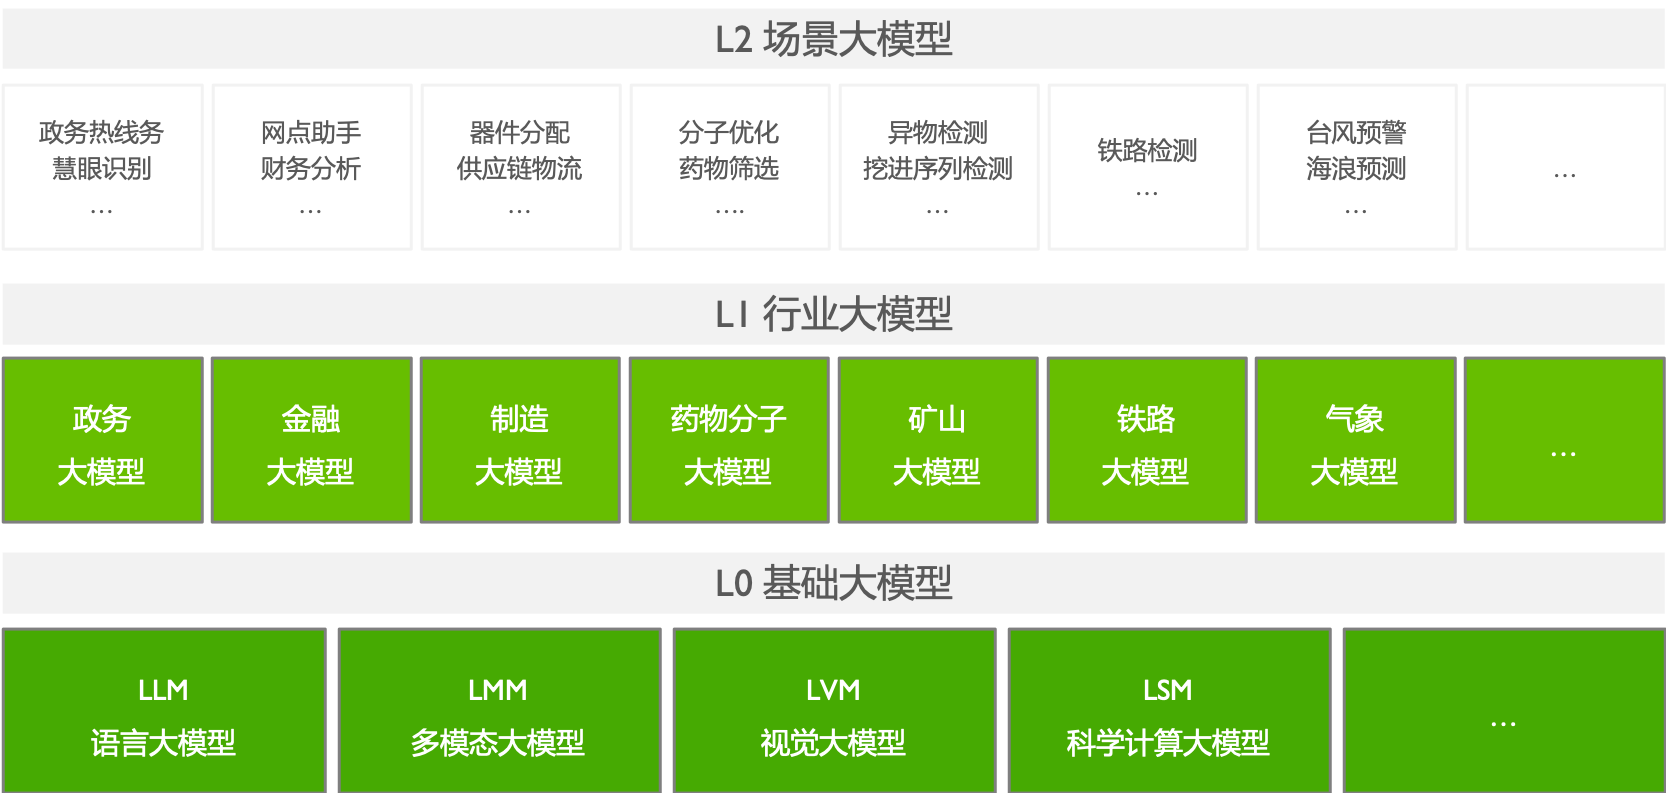 L2 场景大模型
政务热线务
慧眼识别
…
网点助手
财务分析
…
器件分配
供应链物流
…
分子优化
药物筛选
….
异物检测
挖进序列检测
…
铁路检测
…
台风预警
海浪预测
…
…
L1 行业大模型
政务
大模型
金融
大模型
制造
大模型
药物分子
大模型
矿山
大模型
铁路
大模型
气象
大模型
…
L0 基础大模型
LLM
语言大模型
LMM
多模态大模型
LVM
视觉大模型
LSM
科学计算大模型
…